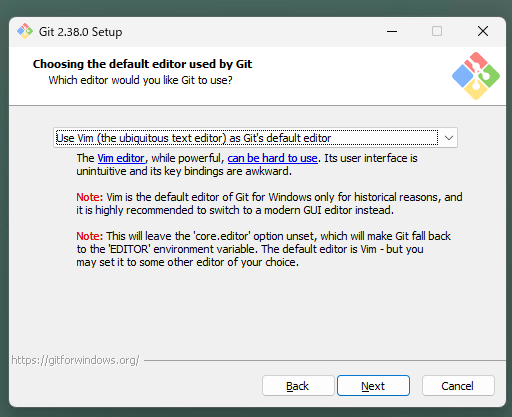 Git 2.38.0 Setup
Choosing the default editor used by Git
Which editor would you like Git to use?
Use Vim (the ubiquitous text editor) as Git's default editor
The Vim editor, while powerful, can be hard to use. Its user interface is
unintuitive and its key bindings are awkward.
Note: Vim is the default editor of Git for Windows only for historical reasons, and
it is highly recommended to switch to a modern GUI editor instead.
Note: This will leave the 'core.editor' option unset, which will make Git fall back
to the 'EDITOR' environment variable. The default editor is Vim - but you
may set it to some other editor of your choice.
https://gitforwindows.org/
Back Next Cancel